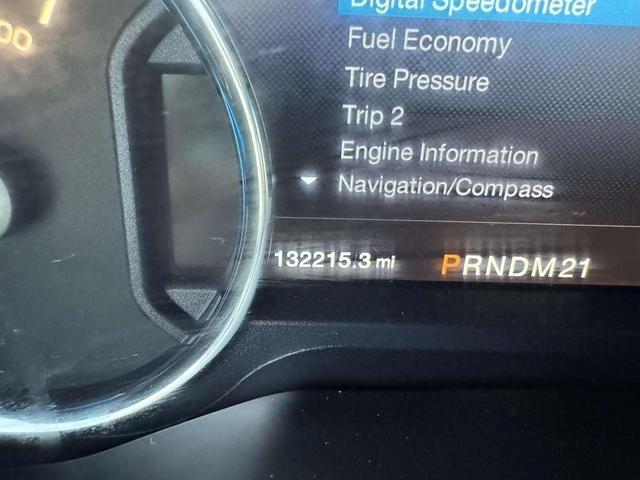 Digital Speedometer
Fuel Economy
Tire Pressure
Trip 2
Engine Information
Navigation/Compass
132215.3 mi PRNDM21